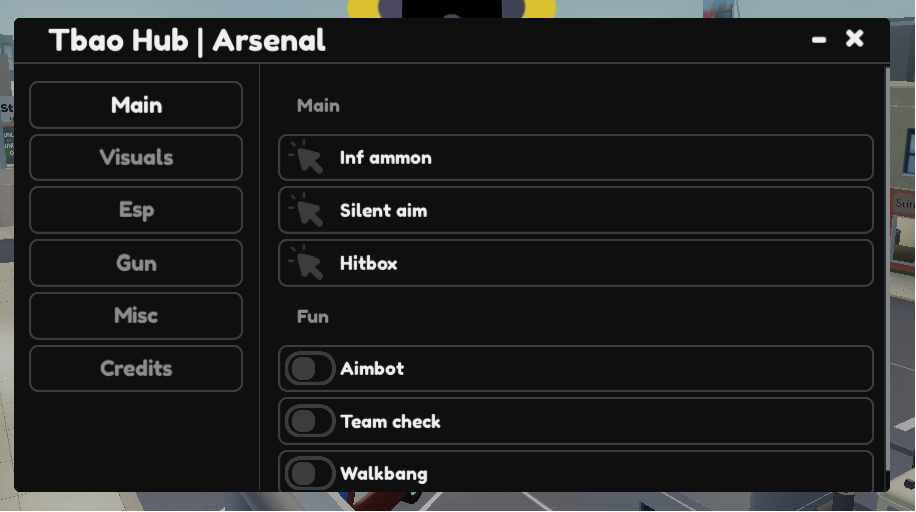 Tbao Hub | Arsenal
Main
Visuals
Esp
Gun
Misc
Credits
Main
Inf ammon
Silent aim
Hitbox
Fun
Aimbot
Team check
Walkbang